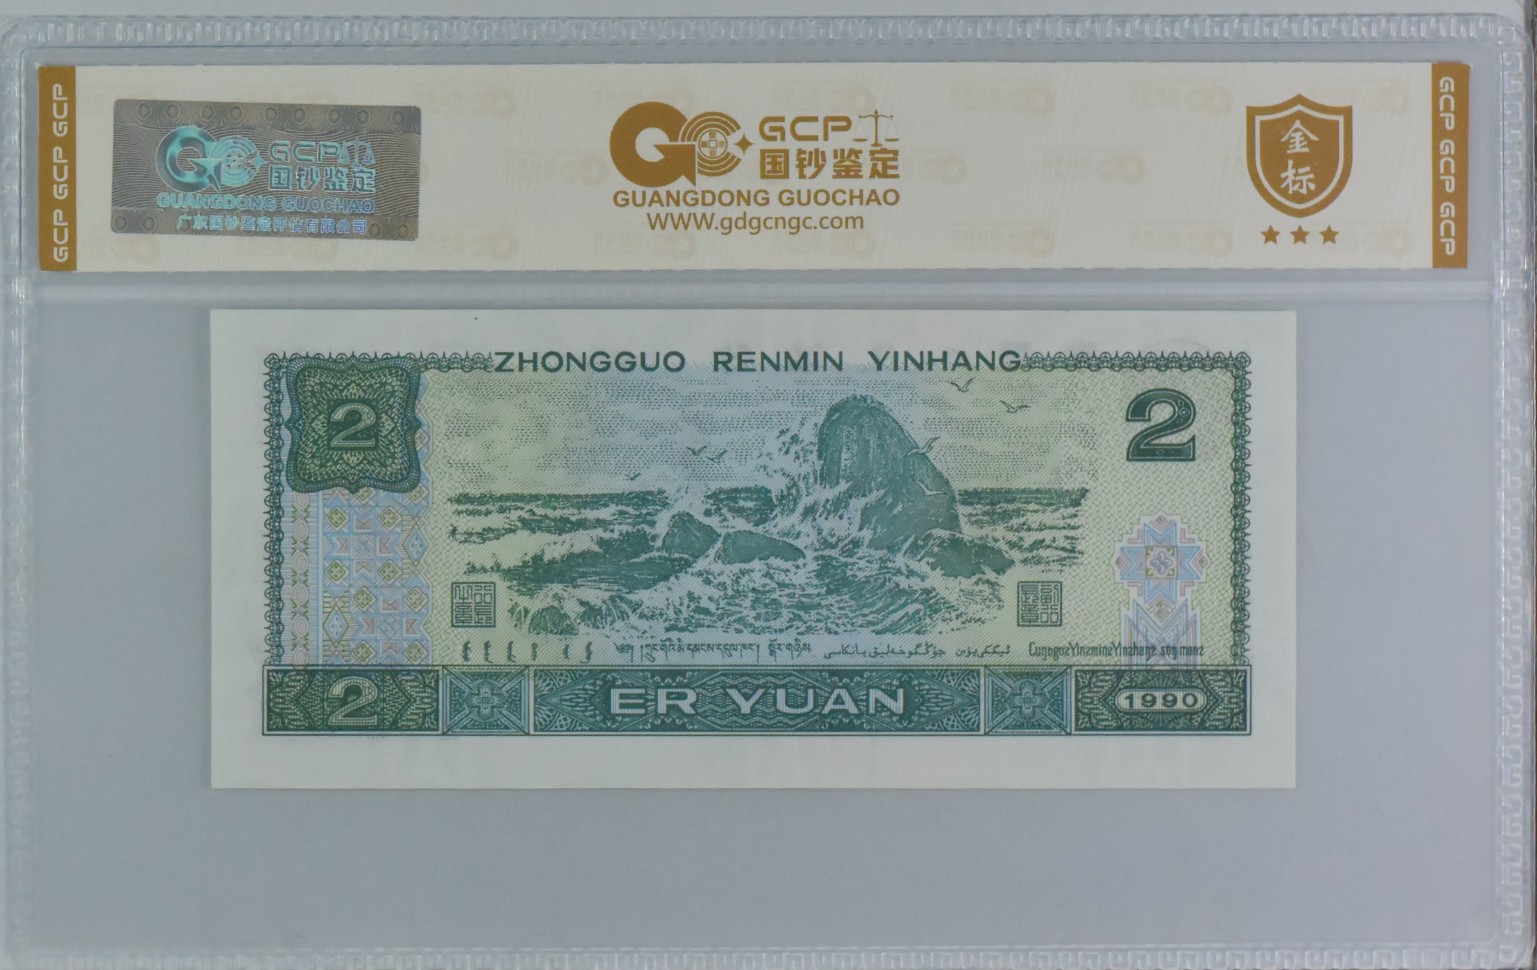 GCP GCP GCP
GCP 国钞鉴定
GUANGDONG GUOCHAO
广东国钞鉴定评估有限公司
GCP
国钞鉴定
GUANGDONG GUOCHAO
WWW.gdgcngc.com
金标
GCP GCP GCP
ZHONGGUO RENMIN YINHANG
2
2
2
ER YUAN
1990